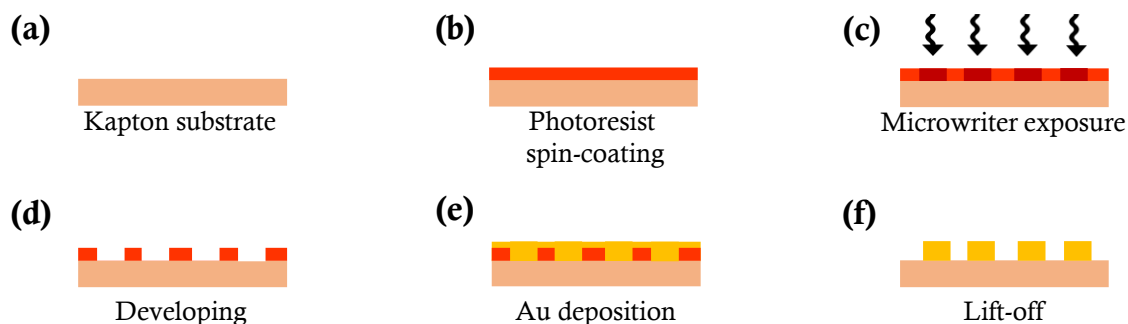 (a)
Kapton substrate
(b)
Photoresist
spin-coating
(c)
Microwriter exposure
(d)
Developing
(e)
Au deposition
(f)
Lift-off